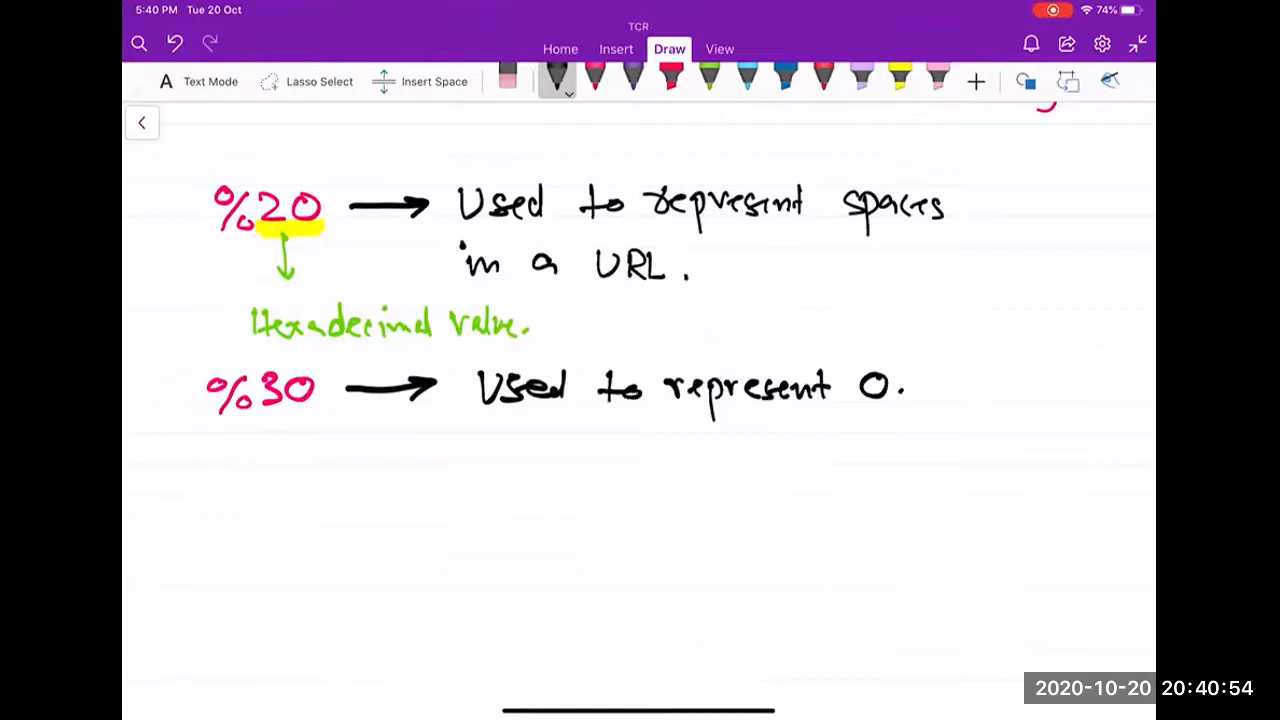 5:40 PM Tue 20 Oct
74%
TCR
Home Insert Draw View
A Text Mode Lasso Select Insert Space
%20 → Used to represent spaces
in a URL.
Hexadecimal value.
%30 → Used to represent 0.
2020-10-20 20:40:54